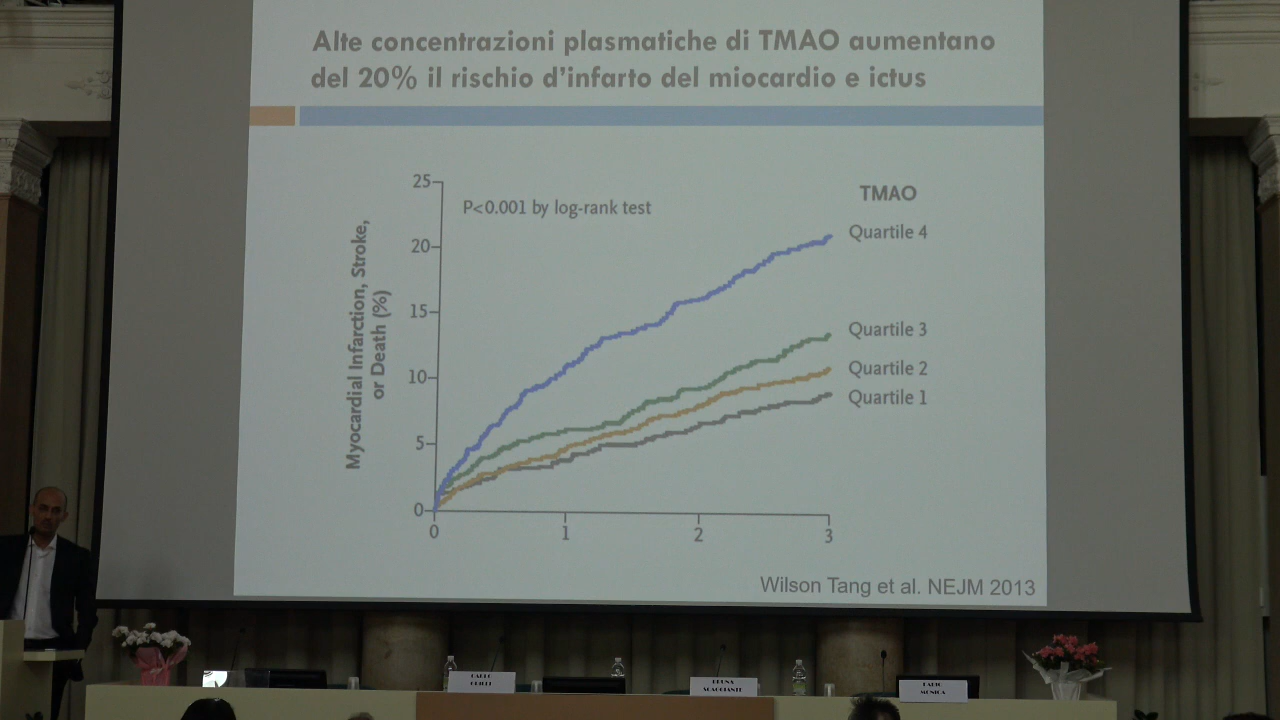 Alte concentrazioni plasmatiche di TMAO aumentano
del 20% il rischio d'infarto del miocardio e ictus
25
P<0.001 by log-rank test
TMAO
Quartile 4
20
Myocardial Infarction, Stroke,
or Death (%)
15
Quartile 3
10
Quartile 2
Quartile 1
5
0
0
1
2
3
Wilson Tang et al. NEJM 2013
BRUNA
MONICA